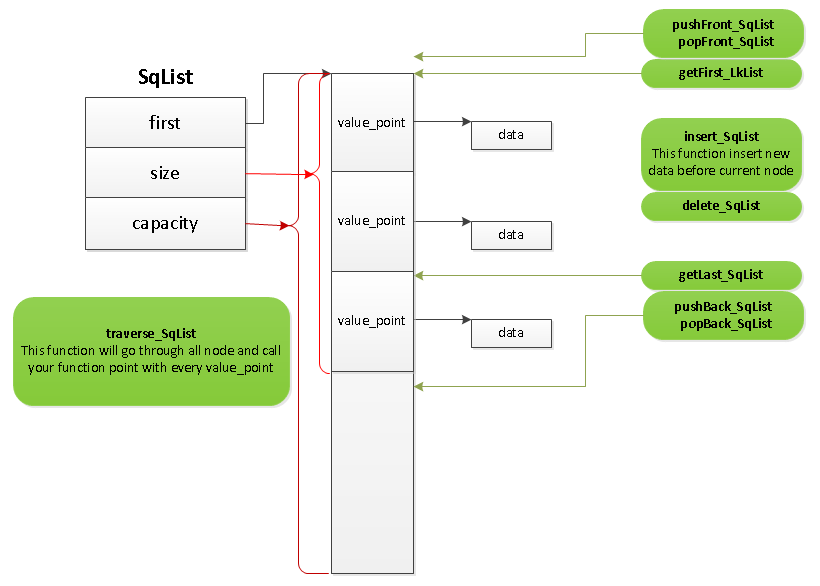 SqList
first
size
capacity
value_point
data
value_point
data
value_point
data
pushFront_SqList
popFront_SqList
getFirst_LkList
insert_SqList
This function insert new
data before current node
delete_SqList
getLast_SqList
pushBack_SqList
popBack_SqList
traverse_SqList
This function will go through all node and call
your function point with every value_point